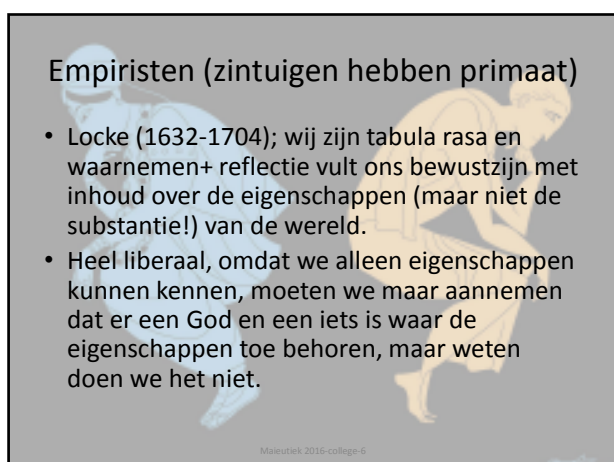 Empiristen (zintuigen hebben primaat)
• Locke (1632-1704); wij zijn tabula rasa en
waarnemen+ reflectie vult ons bewustzijn met
inhoud over de eigenschappen (maar niet de
substantie!) van de wereld.
• Heel liberaal, omdat we alleen eigenschappen
kunnen kennen, moeten we maar aannemen
dat er een God en een iets is waar de
eigenschappen toe behoren, maar weten
doen we het niet.
Maieutiek 2016-college-6